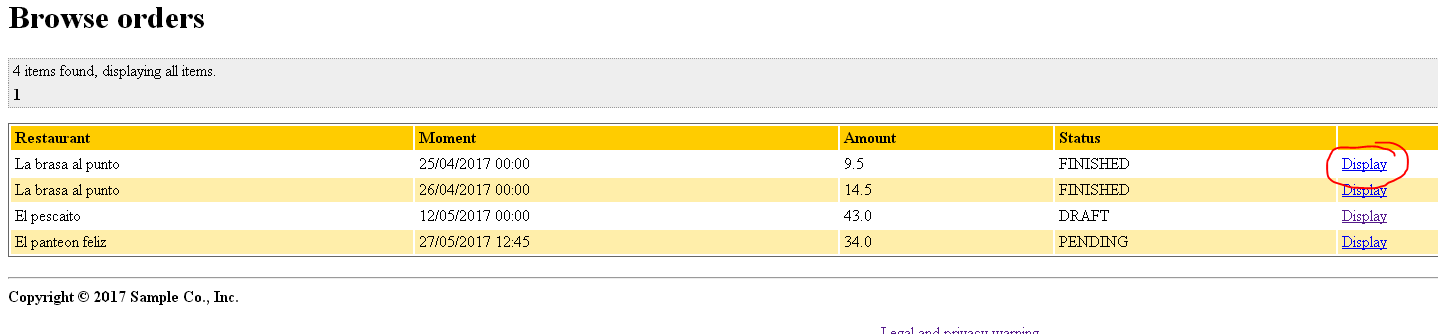 Browse orders
4 items found, displaying all items.
1
Restaurant Moment Amount Status
La brasa al punto 25/04/2017 00:00 9.5 FINISHED Display
La brasa al punto 26/04/2017 00:00 14.5 FINISHED Display
El pescaito 12/05/2017 00:00 43.0 DRAFT Display
El panteon feliz 27/05/2017 12:45 34.0 PENDING Display
Copyright © 2017 Sample Co., Inc.
Legal and privacy warning